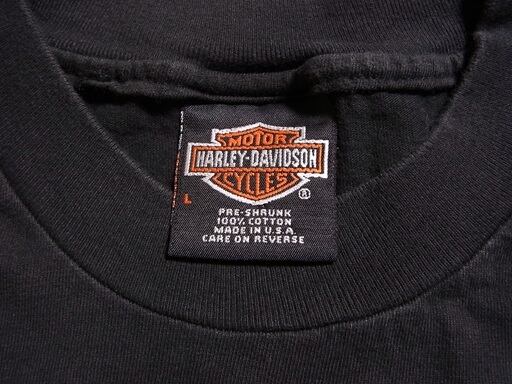 MOTOR
HARLEY-DAVIDSON
CYCLES
®
L
PRE-SHRUNK
100% COTTON
MADE IN U.S.A
CARE ON REVERSE